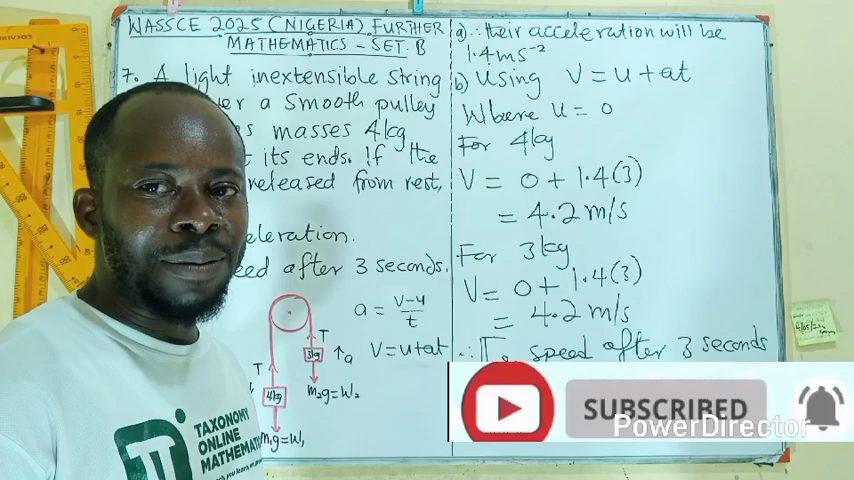 WASSCE 2025 (NIGERIA) FURTHER
MATHEMATICS - SET. B
7. A light inextensible string
a smooth pulley
masses 4kg
t its ends. If the
released from rest,
eleration.
eed after 3 seconds.
a = v-u/t
V = u+at
T
T
3kg
↑a
4kg
m₂g = W₂
m₁g = W₁
a) ∴ their acceleration will be
1.4ms⁻²
b) Using V = u + at
Where u = 0
For 4kg
V = 0 + 1.4(3)
= 4.2 m/s
For 3kg
V = 0 + 1.4(3)
= 4.2 m/s
∴ speed after 3 seconds
SUBSCRIBED
PowerDirector
TAXONOMY
ONLINE
MATHEMATI